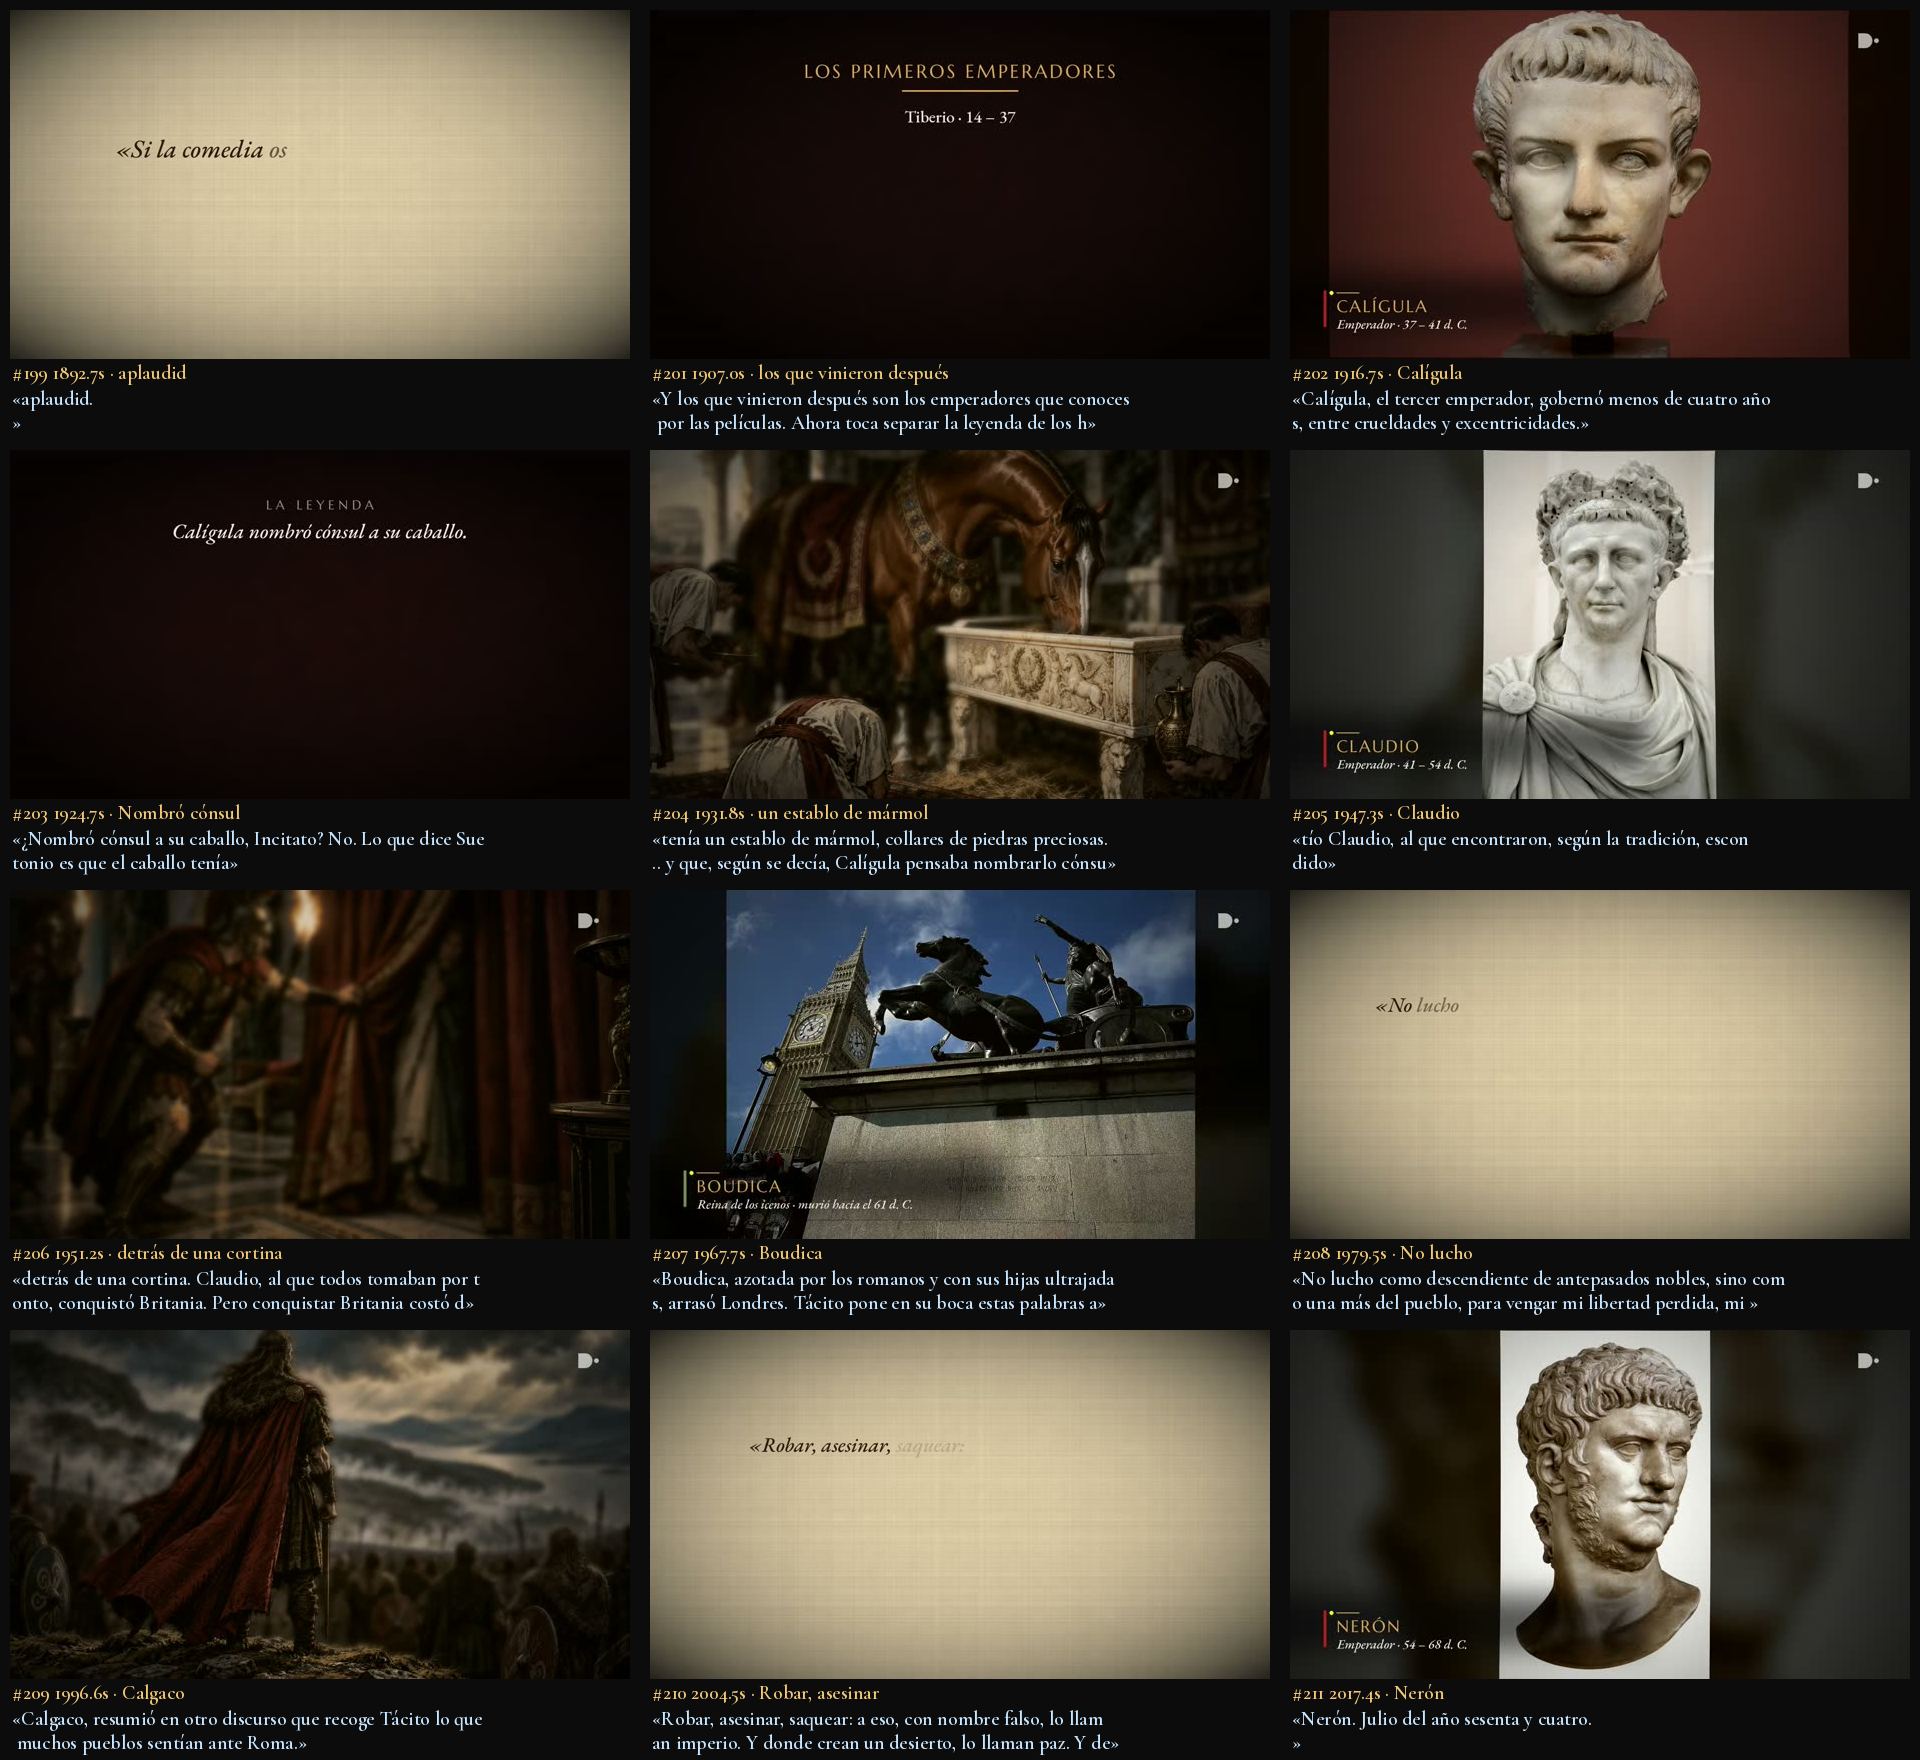 «Si la comedia os
#199 1892.7s · aplaudid
«aplaudid.
»
LOS PRIMEROS EMPERADORES
Tiberio · 14 – 37
#201 1907.0s · los que vinieron después
«Y los que vinieron después son los emperadores que conoces
por las películas. Ahora toca separar la leyenda de los h»
CALÍGULA
Emperador · 37 – 41 d. C.
#202 1916.7s · Calígula
«Calígula, el tercer emperador, gobernó menos de cuatro año
s, entre crueldades y excentricidades.»
LA LEYENDA
Calígula nombró cónsul a su caballo.
#203 1924.7s · Nombró cónsul
«¿Nombró cónsul a su caballo, Incitato? No. Lo que dice Sue
tonio es que el caballo tenía»
#204 1931.8s · un establo de mármol
«tenía un establo de mármol, collares de piedras preciosas.
.. y que, según se decía, Calígula pensaba nombrarlo cónsu»
CLAUDIO
Emperador · 41 – 54 d. C.
#205 1947.3s · Claudio
«tío Claudio, al que encontraron, según la tradición, escon
dido»
#206 1951.2s · detrás de una cortina
«detrás de una cortina. Claudio, al que todos tomaban por t
onto, conquistó Britania. Pero conquistar Britania costó d»
BOUDICA
Reina de los icenos · murió hacia el 61 d. C.
#207 1967.7s · Boudica
«Boudica, azotada por los romanos y con sus hijas ultrajada
s, arrasó Londres. Tácito pone en su boca estas palabras a»
«No lucho
#208 1979.5s · No lucho
«No lucho como descendiente de antepasados nobles, sino com
o una más del pueblo, para vengar mi libertad perdida, mi »
#209 1996.6s · Calgaco
«Calgaco, resumió en otro discurso que recoge Tácito lo que
muchos pueblos sentían ante Roma.»
«Robar, asesinar, saquear:
#210 2004.5s · Robar, asesinar
«Robar, asesinar, saquear: a eso, con nombre falso, lo llam
an imperio. Y donde crean un desierto, lo llaman paz. Y de»
NERÓN
Emperador · 54 – 68 d. C.
#211 2017.4s · Nerón
«Nerón. Julio del año sesenta y cuatro.
»